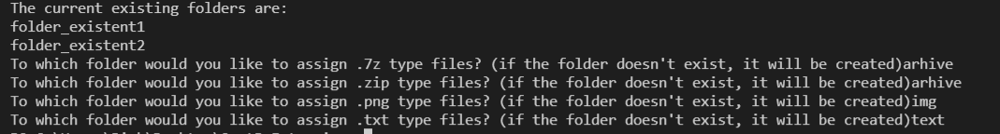 The current existing folders are:
folder_existent1
folder_existent2
To which folder would you like to assign .7z type files? (if the folder doesn't exist, it will be created)arhive
To which folder would you like to assign .zip type files? (if the folder doesn't exist, it will be created)arhive
To which folder would you like to assign .png type files? (if the folder doesn't exist, it will be created)img
To which folder would you like to assign .txt type files? (if the folder doesn't exist, it will be created)text